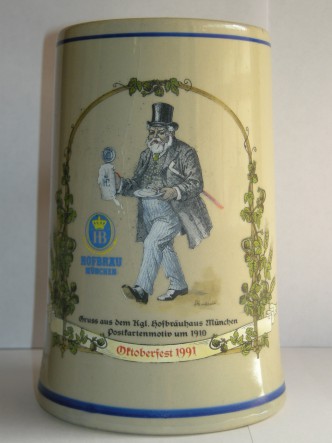 HB
HOFBRÄU
MÜNCHEN
Gruss aus dem Kgl. Hofbräuhaus München
Postkartenmotiv um 1910
Oktoberfest 1991